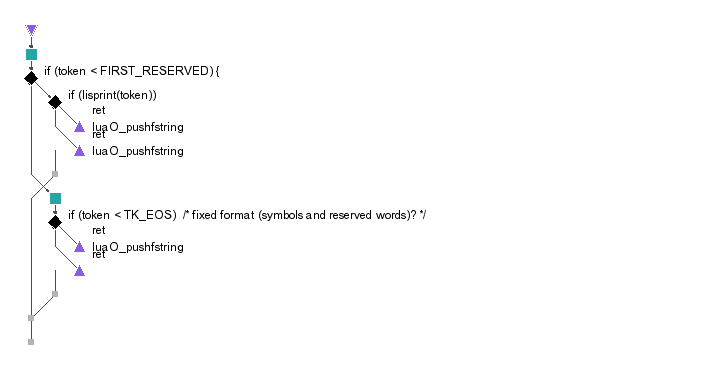 if (token < FIRST_RESERVED) {
if (lisprint(token))
ret
luaO_pushfstring
ret
luaO_pushfstring
if (token < TK_EOS)  /* fixed format (symbols and reserved words)? */
ret
luaO_pushfstring
ret